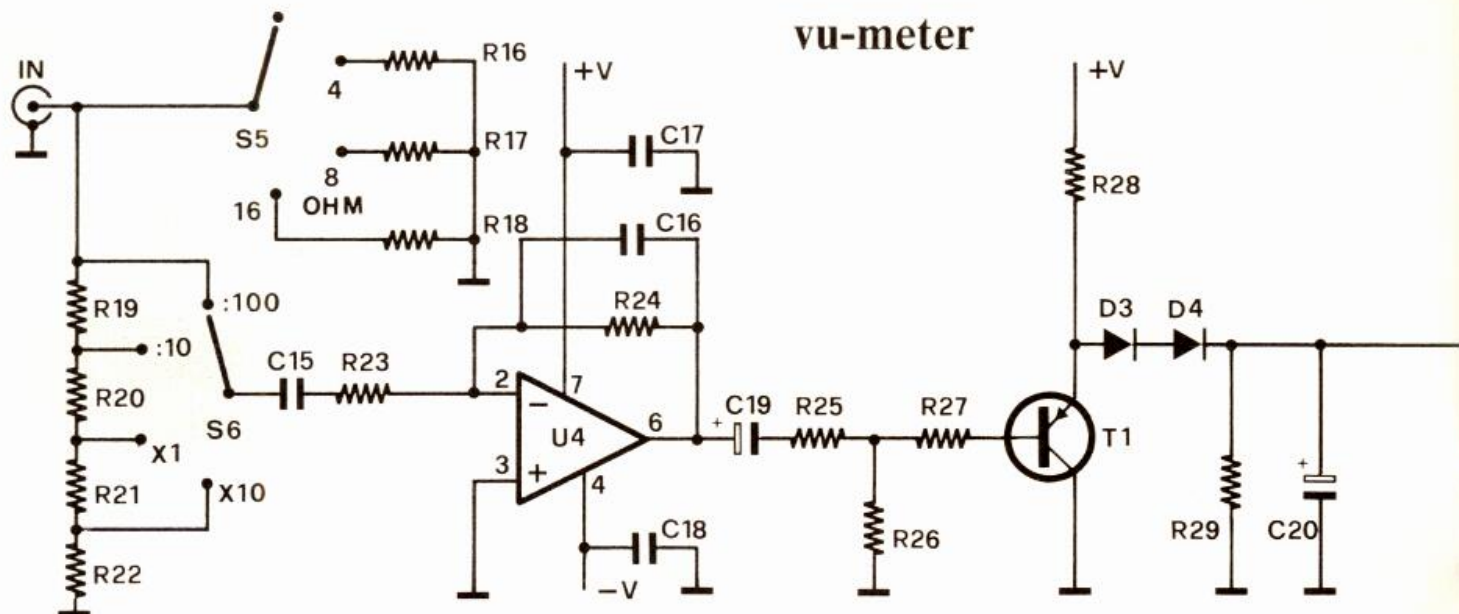 vu-meter
IN
S5
4
R16
8
OHM
R17
16
R18
+V
C17
C16
R24
+V
R28
R19
:100
:10
R20
S6
X1
R21
X10
R22
C15
R23
2
−
7
U4
6
3
+
4
C18
−V
+
C19
R25
R27
R26
T1
D3
D4
R29
+
C20